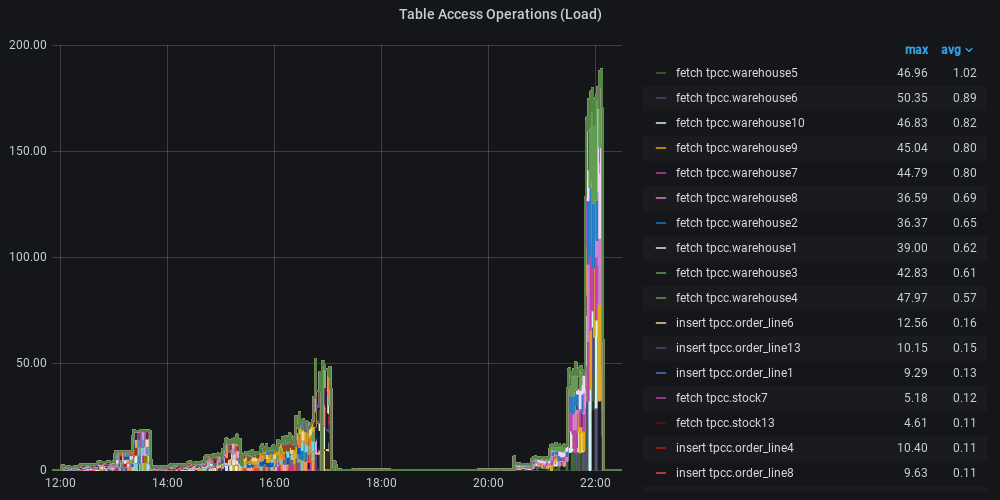 Table Access Operations (Load)
200.00
150.00
100.00
50.00
0
12:00 14:00 16:00 18:00 20:00 22:00
max avg
fetch tpcc.warehouse5 46.96 1.02
fetch tpcc.warehouse6 50.35 0.89
fetch tpcc.warehouse10 46.83 0.82
fetch tpcc.warehouse9 45.04 0.80
fetch tpcc.warehouse7 44.79 0.80
fetch tpcc.warehouse8 36.59 0.69
fetch tpcc.warehouse2 36.37 0.65
fetch tpcc.warehouse1 39.00 0.62
fetch tpcc.warehouse3 42.83 0.61
fetch tpcc.warehouse4 47.97 0.57
insert tpcc.order_line6 12.56 0.16
insert tpcc.order_line13 10.15 0.15
insert tpcc.order_line1 9.29 0.13
fetch tpcc.stock7 5.18 0.12
fetch tpcc.stock13 4.61 0.11
insert tpcc.order_line4 10.40 0.11
insert tpcc.order_line8 9.63 0.11